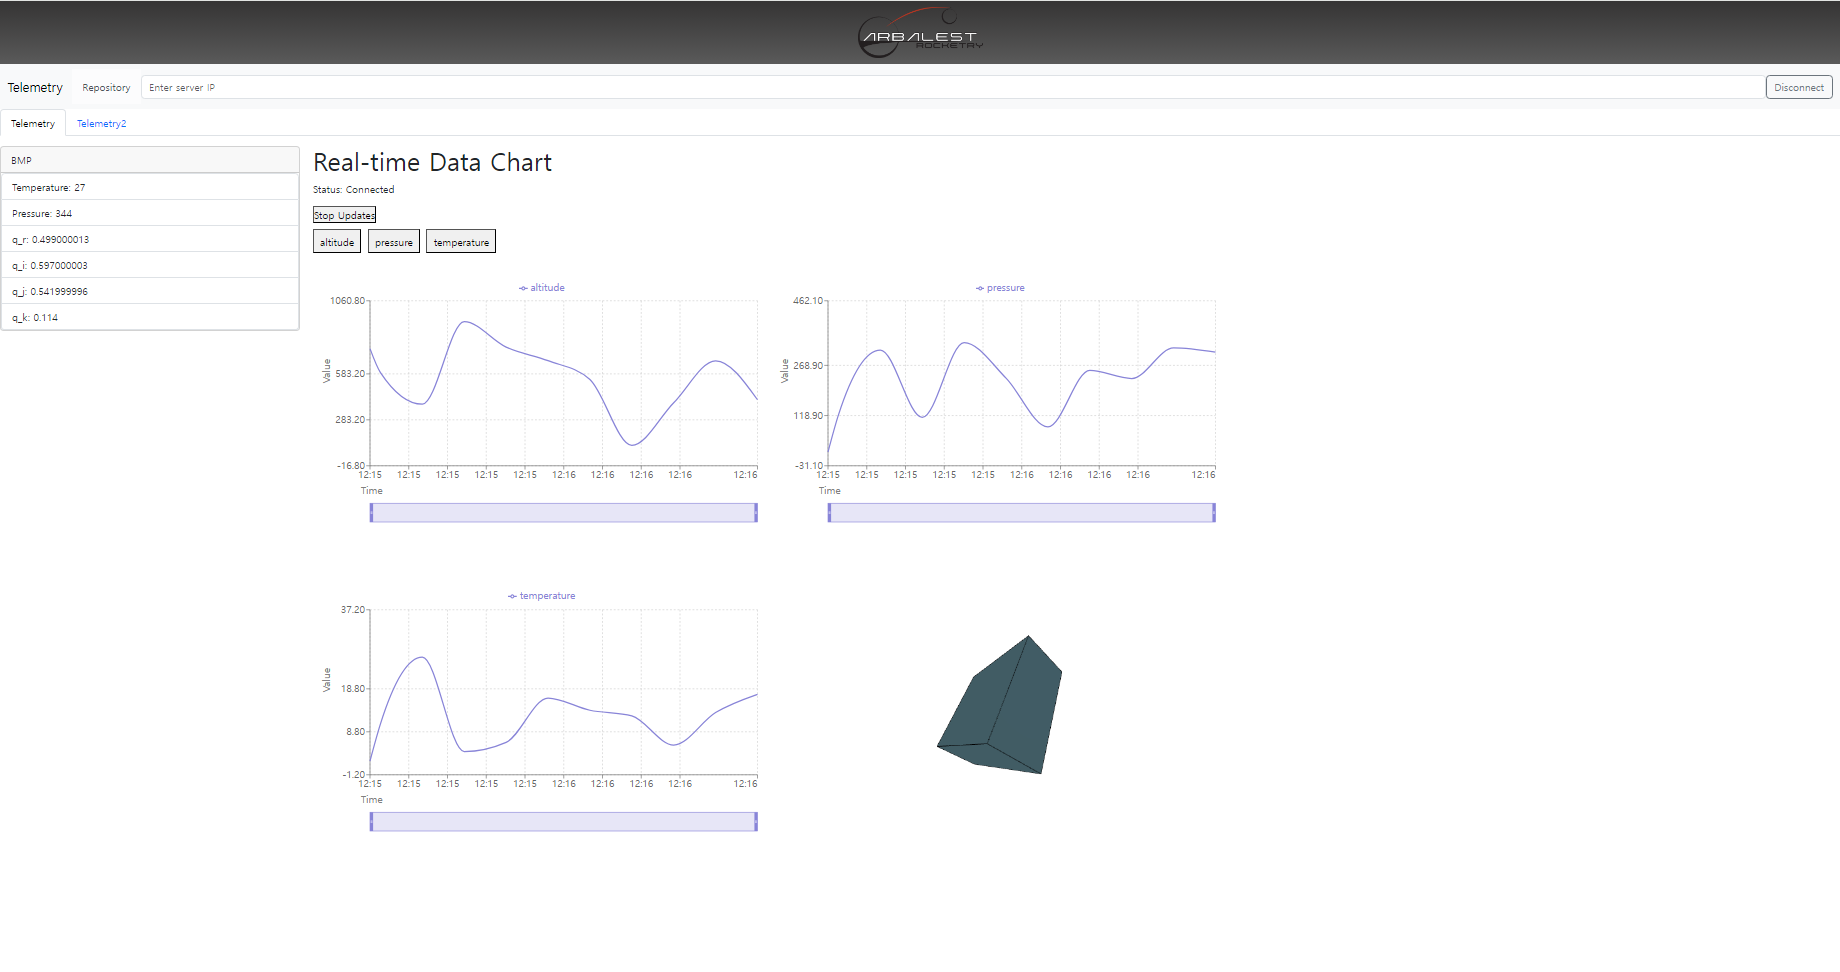 ARBALEST
ROCKETRY
Telemetry Repository Enter server IP Disconnect
Telemetry Telemetry2
BMP
Temperature: 27
Pressure: 344
q_r: 0.499000013
q_i: 0.597000003
q_j: 0.541999996
q_k: 0.114
Real-time Data Chart
Status: Connected
Stop Updates
altitude pressure temperature
altitude
1060.80
583.20
283.20
-16.80
Value
12:15 12:15 12:15 12:15 12:15 12:16 12:16 12:16 12:16 12:16
Time
pressure
462.10
268.90
118.90
-31.10
Value
12:15 12:15 12:15 12:15 12:15 12:16 12:16 12:16 12:16 12:16
Time
temperature
37.20
18.80
8.80
-1.20
Value
12:15 12:15 12:15 12:15 12:15 12:16 12:16 12:16 12:16 12:16
Time